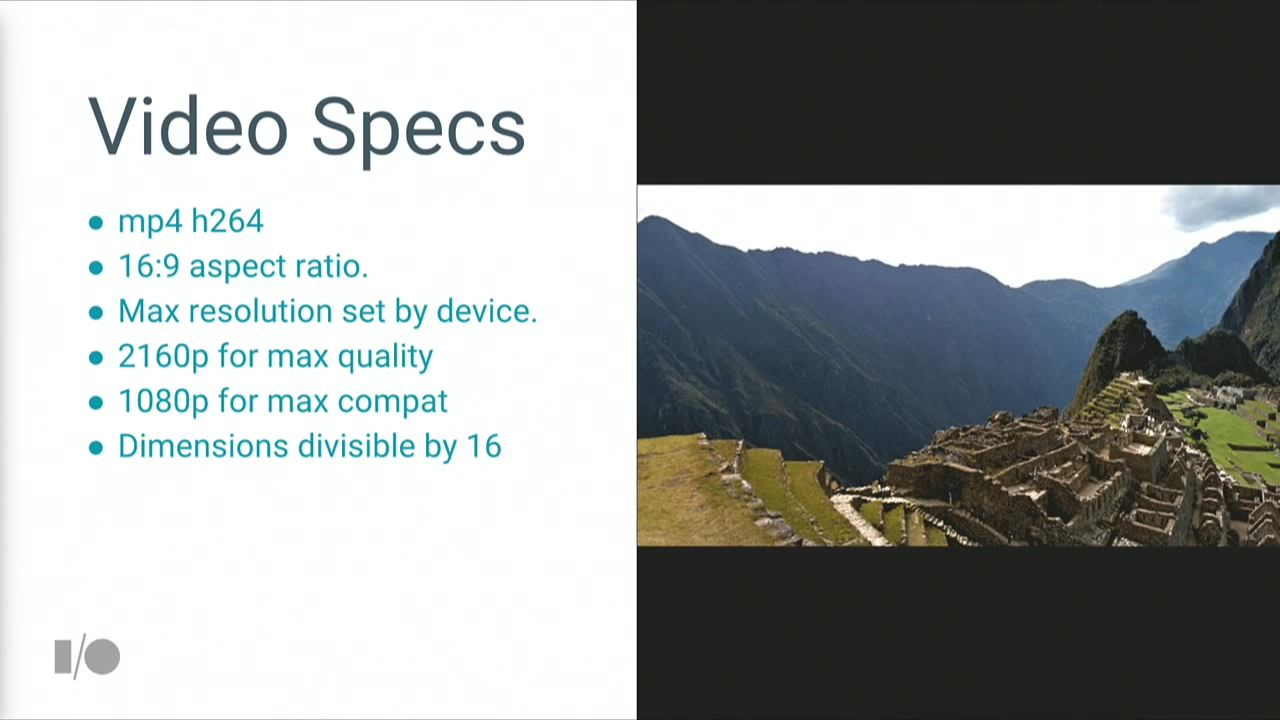 Video Specs
• mp4 h264
• 16:9 aspect ratio.
• Max resolution set by device.
• 2160p for max quality
• 1080p for max compat
• Dimensions divisible by 16
I/O